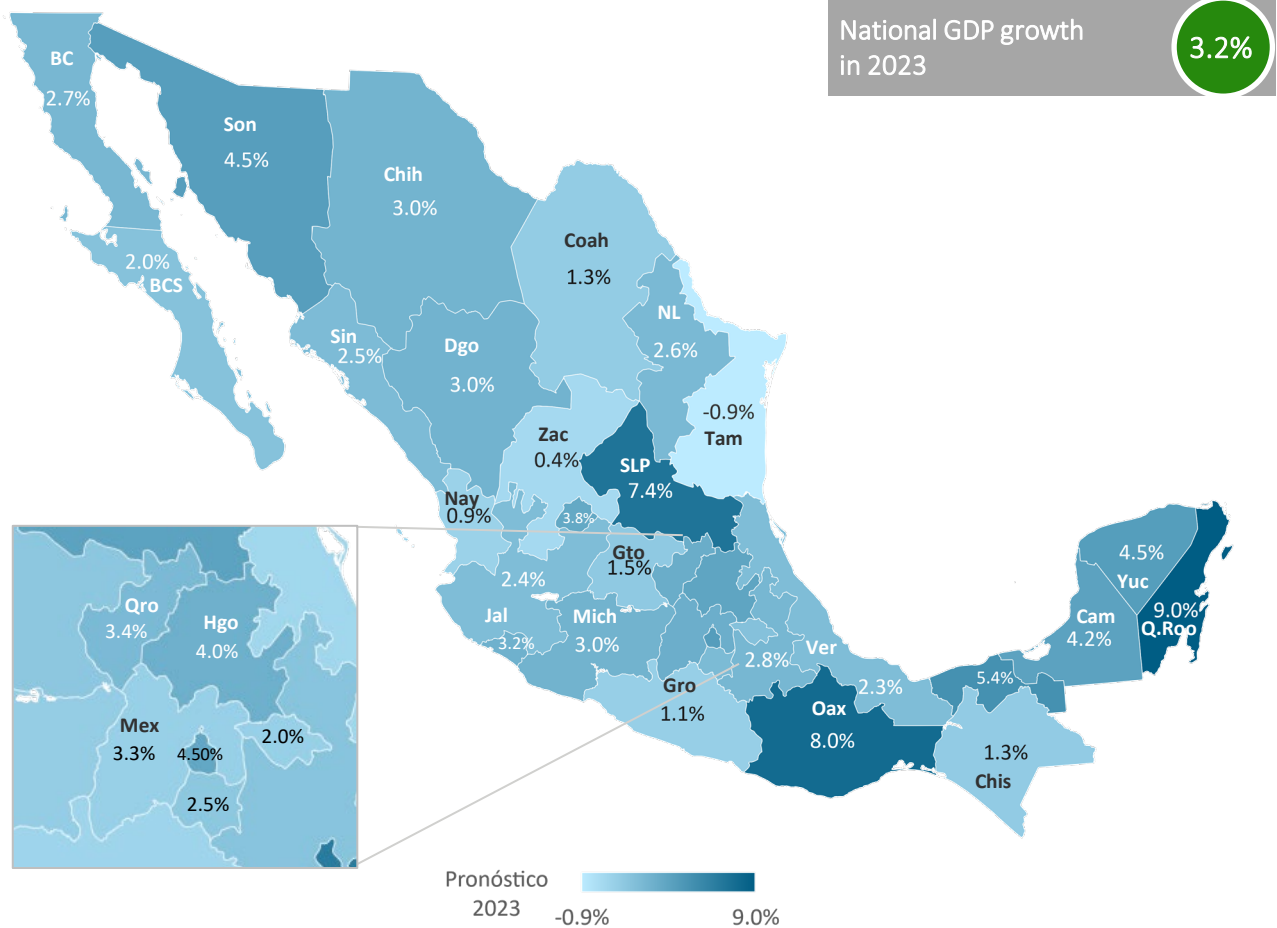 National GDP growth
in 2023
3.2%
BC
2.7%
Son
4.5%
Chih
3.0%
2.0%
BCS
Coah
1.3%
Sin
2.5%
Dgo
3.0%
NL
2.6%
-0.9%
Tam
Zac
0.4%
SLP
7.4%
Nay
0.9%
3.8%
Gto
1.5%
2.4%
Jal
3.2%
Mich
3.0%
2.8%
Ver
2.3%
Gro
1.1%
Oax
8.0%
5.4%
1.3%
Chis
4.5%
Yuc
Cam
4.2%
9.0%
Q.Roo
Qro
3.4%
Hgo
4.0%
Mex
3.3%
4.50%
2.0%
2.5%
Pronóstico
2023
-0.9%
9.0%